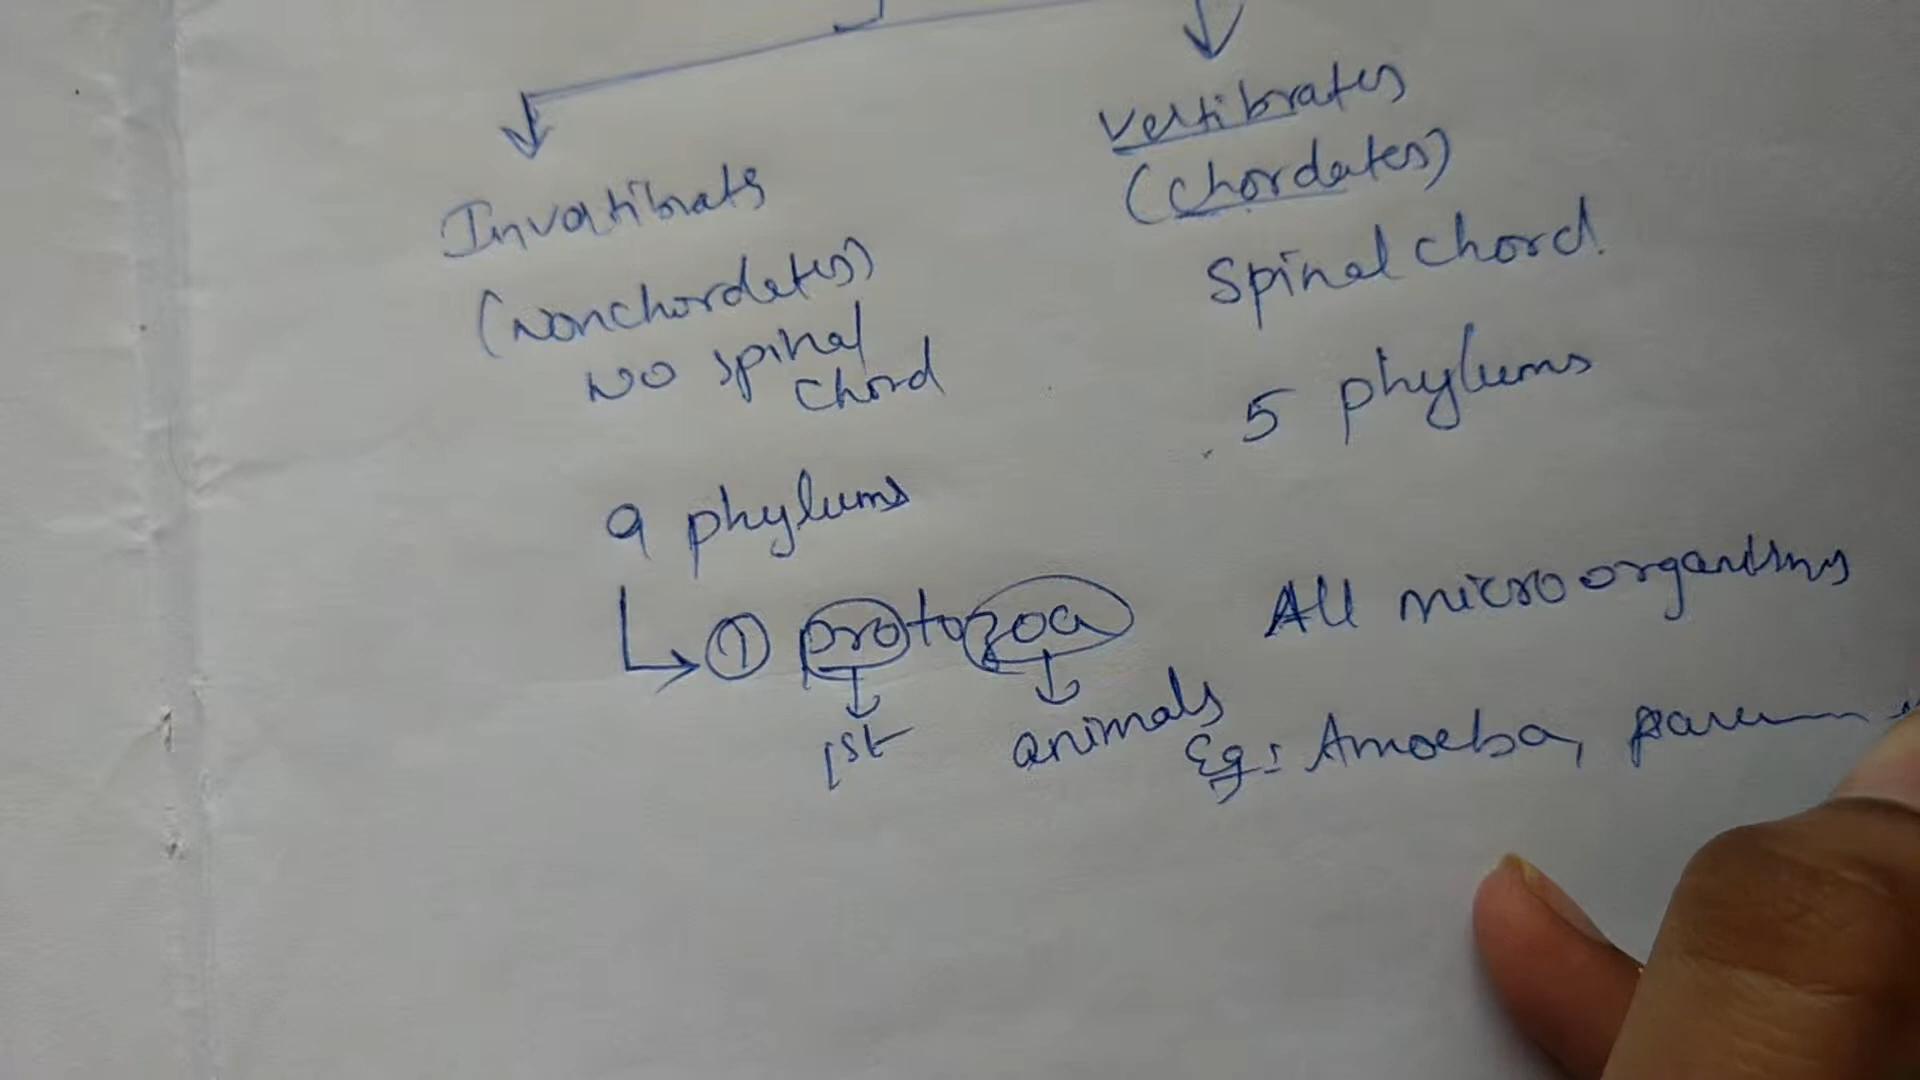 Invatibrats
(Nonchordates)
NO spinal
chord
9 phylums
① protozoa
1st
animals
Vertibrates
(chordates)
Spinal chord.
5 phylums
All microorganisms
Eg: Amoeba,